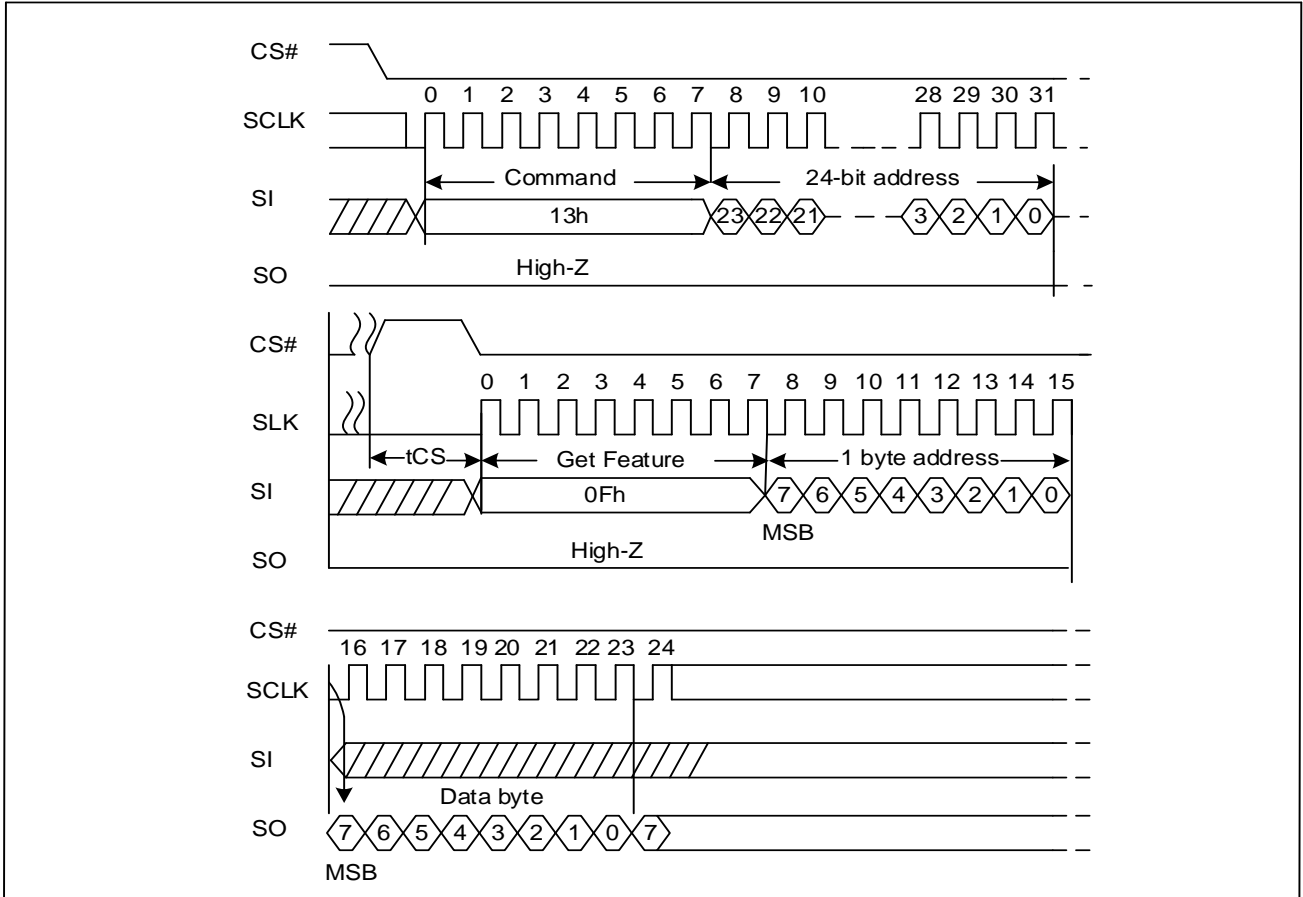 CS#
0 1 2 3 4 5 6 7 8 9 10 28 29 30 31
SCLK
Command 24-bit address
SI
13h 23 22 21 3 2 1 0
High-Z
SO
CS#
0 1 2 3 4 5 6 7 8 9 10 11 12 13 14 15
SLK
tCS Get Feature 1 byte address
SI
0Fh 7 6 5 4 3 2 1 0
MSB
High-Z
SO
CS#
16 17 18 19 20 21 22 23 24
SCLK
SI
Data byte
SO 7 6 5 4 3 2 1 0 7
MSB